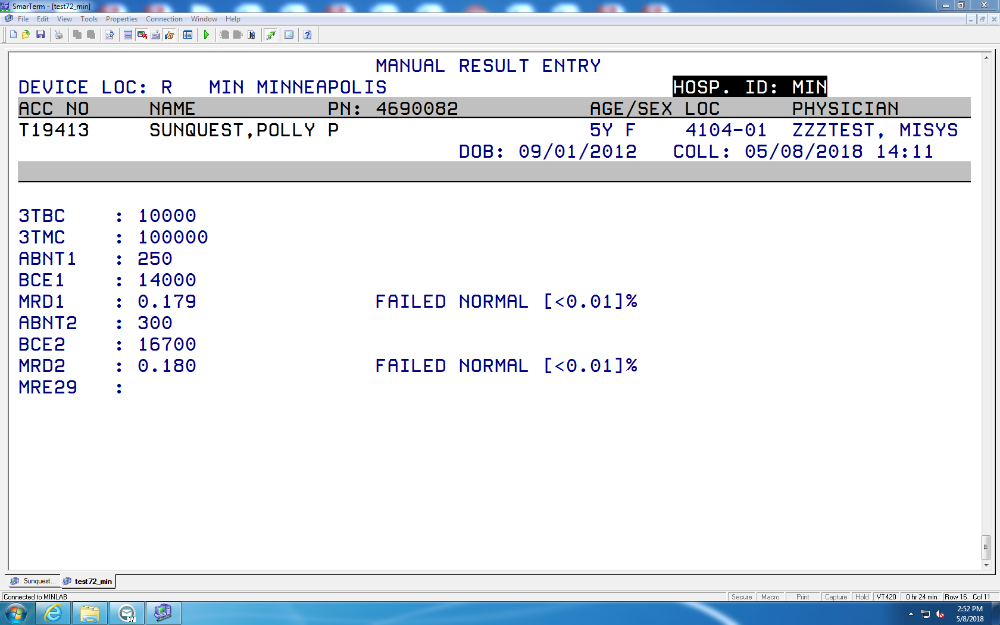 SmarTerm - [test72_min]
File Edit View Tools Properties Connection Window Help
MANUAL RESULT ENTRY
DEVICE LOC: R MIN MINNEAPOLIS HOSP. ID: MIN
ACC NO NAME PN: 4690082 AGE/SEX LOC PHYSICIAN
T19413 SUNQUEST,POLLY P 5Y F 4104-01 ZZZTEST, MISYS
DOB: 09/01/2012 COLL: 05/08/2018 14:11
3TBC : 10000
3TMC : 100000
ABNT1 : 250
BCE1 : 14000
MRD1 : 0.179 FAILED NORMAL [<0.01]%
ABNT2 : 300
BCE2 : 16700
MRD2 : 0.180 FAILED NORMAL [<0.01]%
MRE29 :
Sunquest... test72_min
Connected to MINLAB Secure Macro Print Capture Hold VT420 0 hr 24 min Row 16 Col 11
17
2:52 PM
5/8/2018